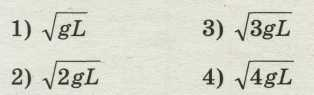 1) √gL 3) √3gL
2) √2gL 4) √4gL